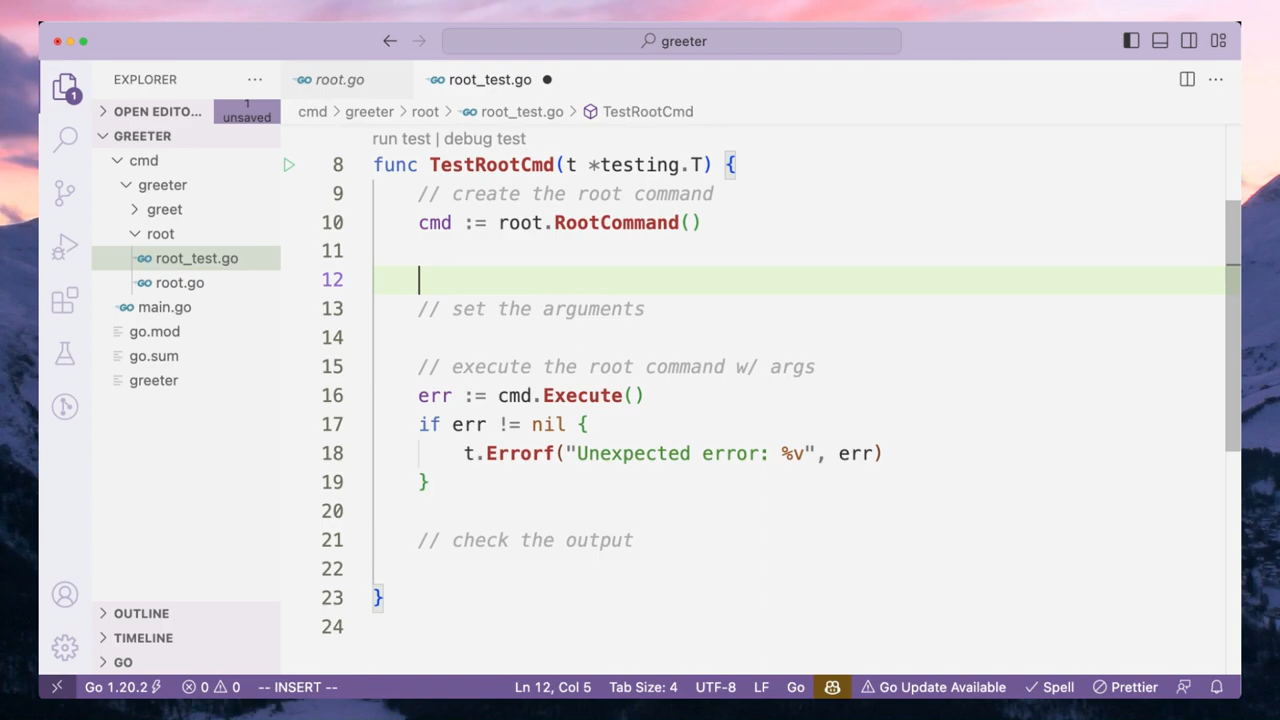 greeter
EXPLORER
root.go
root_test.go
OPEN EDITO...
1 unsaved
cmd > greeter > root > root_test.go > TestRootCmd
GREETER
cmd
greeter
greet
root
root_test.go
root.go
main.go
go.mod
go.sum
greeter
OUTLINE
TIMELINE
GO
1
run test | debug test
8 func TestRootCmd(t *testing.T) {
9 // create the root command
10 cmd := root.RootCommand()
11
12
13 // set the arguments
14
15 // execute the root command w/ args
16 err := cmd.Execute()
17 if err != nil {
18 t.Errorf("Unexpected error: %v", err)
19 }
20
21 // check the output
22
23 }
24
Go 1.20.2 0 0 -- INSERT -- Ln 12, Col 5 Tab Size: 4 UTF-8 LF Go Go Update Available Spell Prettier